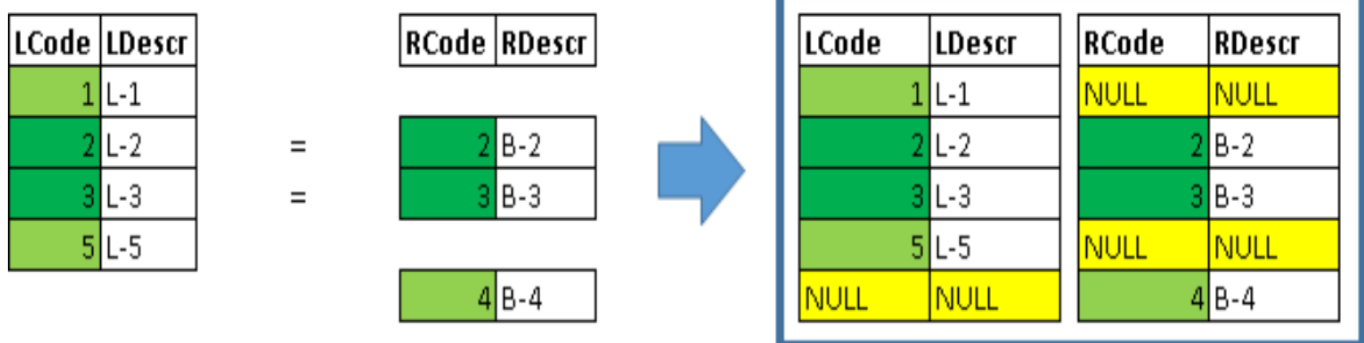 LCode LDescr RCode RDescr LCode LDescr RCode RDescr
1 L-1 1 L-1 NULL NULL
2 L-2 = 2 B-2 2 L-2 2 B-2
3 L-3 = 3 B-3 3 L-3 3 B-3
5 L-5 5 L-5 NULL NULL
4 B-4 NULL NULL 4 B-4